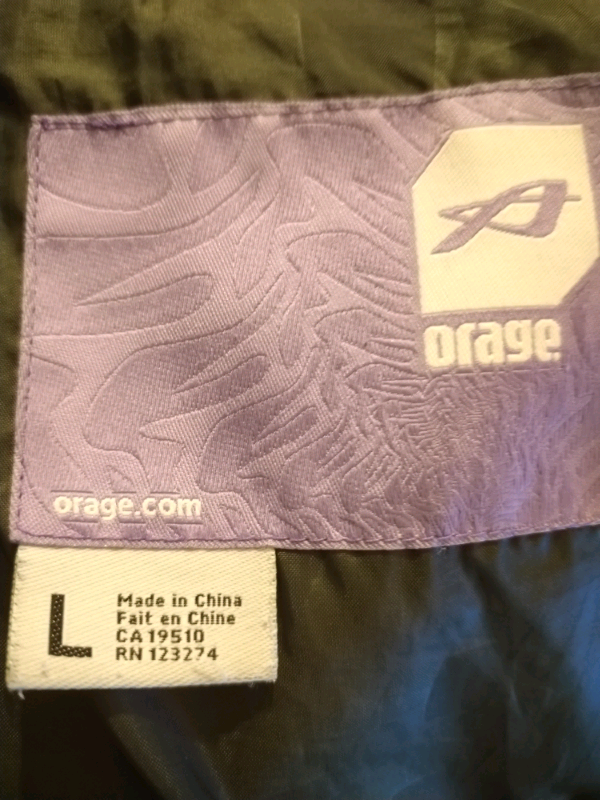 orage
orage.com
L
Made in China
Fait en Chine
CA 19510
RN 123274